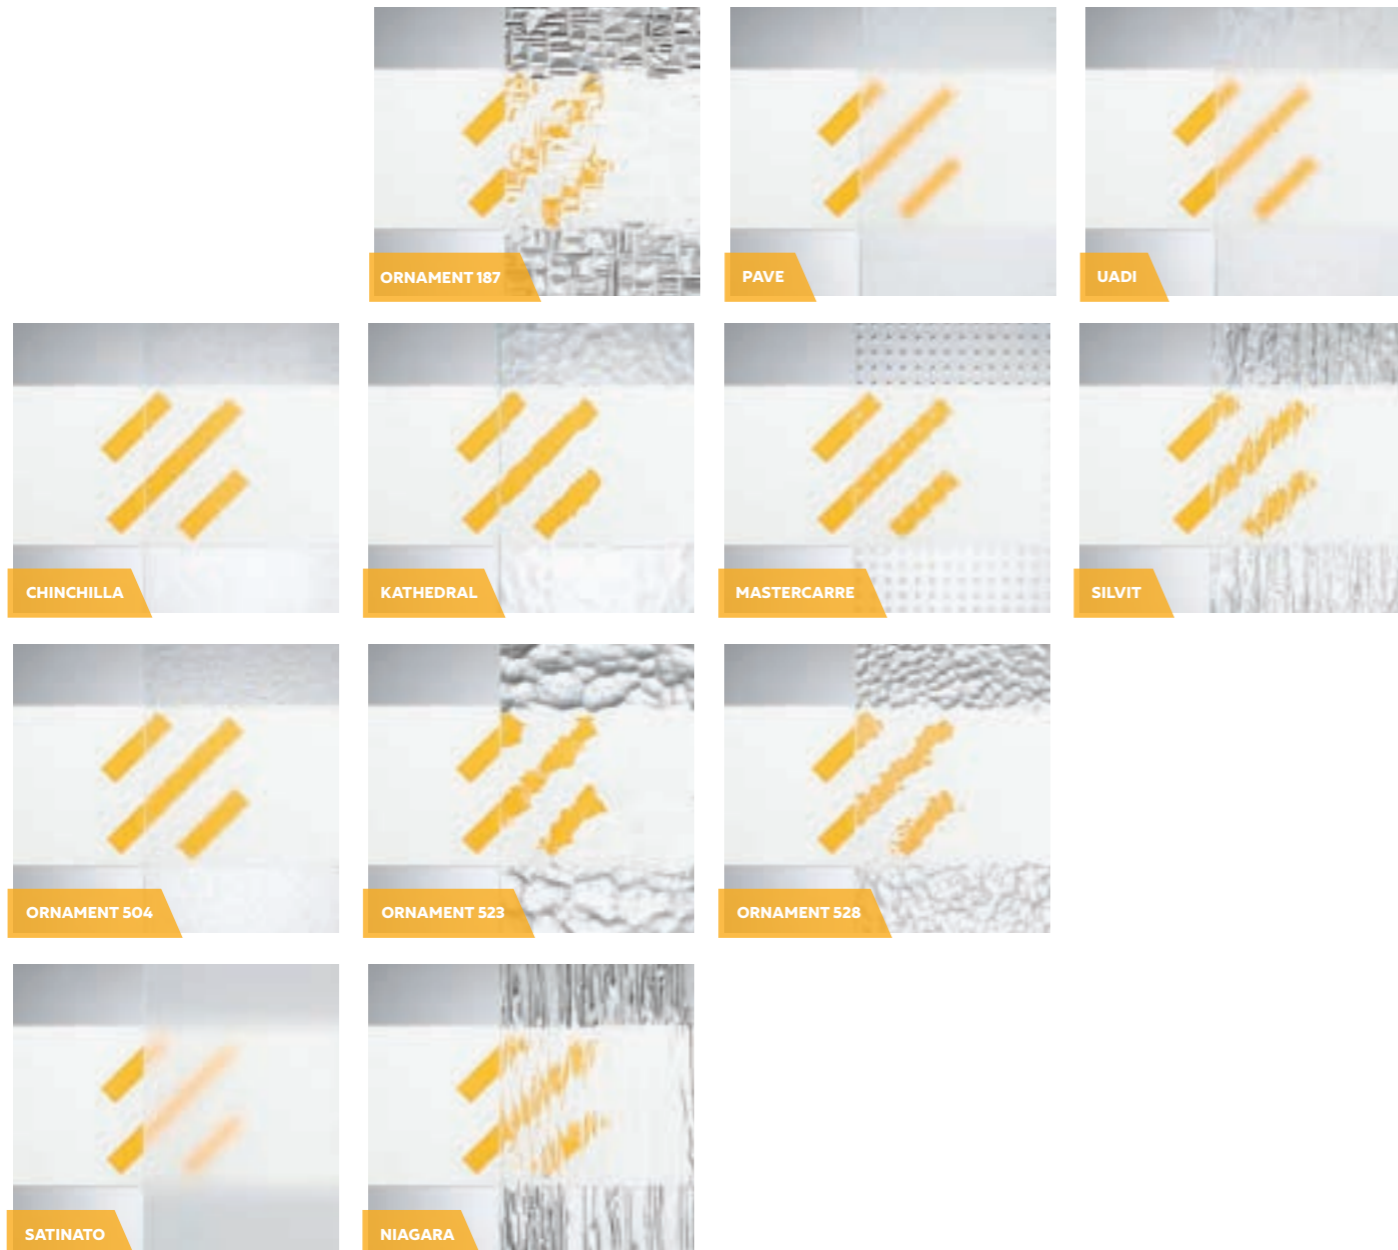 ORNAMENT 187
PAVE
UADI
CHINCHILLA
KATHEDRAL
MASTERCARRE
SILVIT
ORNAMENT 504
ORNAMENT 523
ORNAMENT 528
SATINATO
NIAGARA